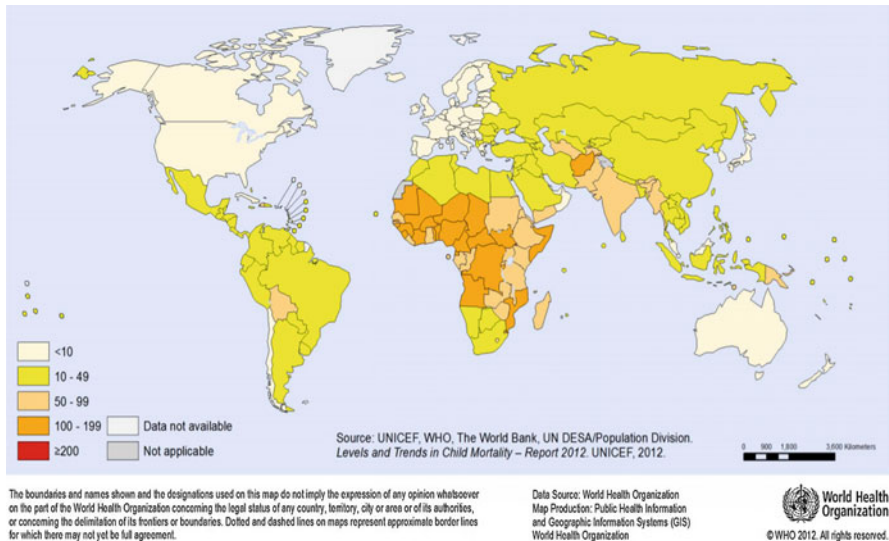 <10
10 - 49
50 - 99
100 - 199
≥200
Data not available
Not applicable
Source: UNICEF, WHO, The World Bank, UN DESA/Population Division.
Levels and Trends in Child Mortality – Report 2012. UNICEF, 2012.
0 900 1,800 3,600 Kilometers
The boundaries and names shown and the designations used on this map do not imply the expression of any opinion whatsoever
on the part of the World Health Organization concerning the legal status of any country, territory, city or area or of its authorities,
or concerning the delimitation of its frontiers or boundaries. Dotted and dashed lines on maps represent approximate border lines
for which there may not yet be full agreement.
Data Source: World Health Organization
Map Production: Public Health Information
and Geographic Information Systems (GIS)
World Health Organization
World Health
Organization
© WHO 2012. All rights reserved.